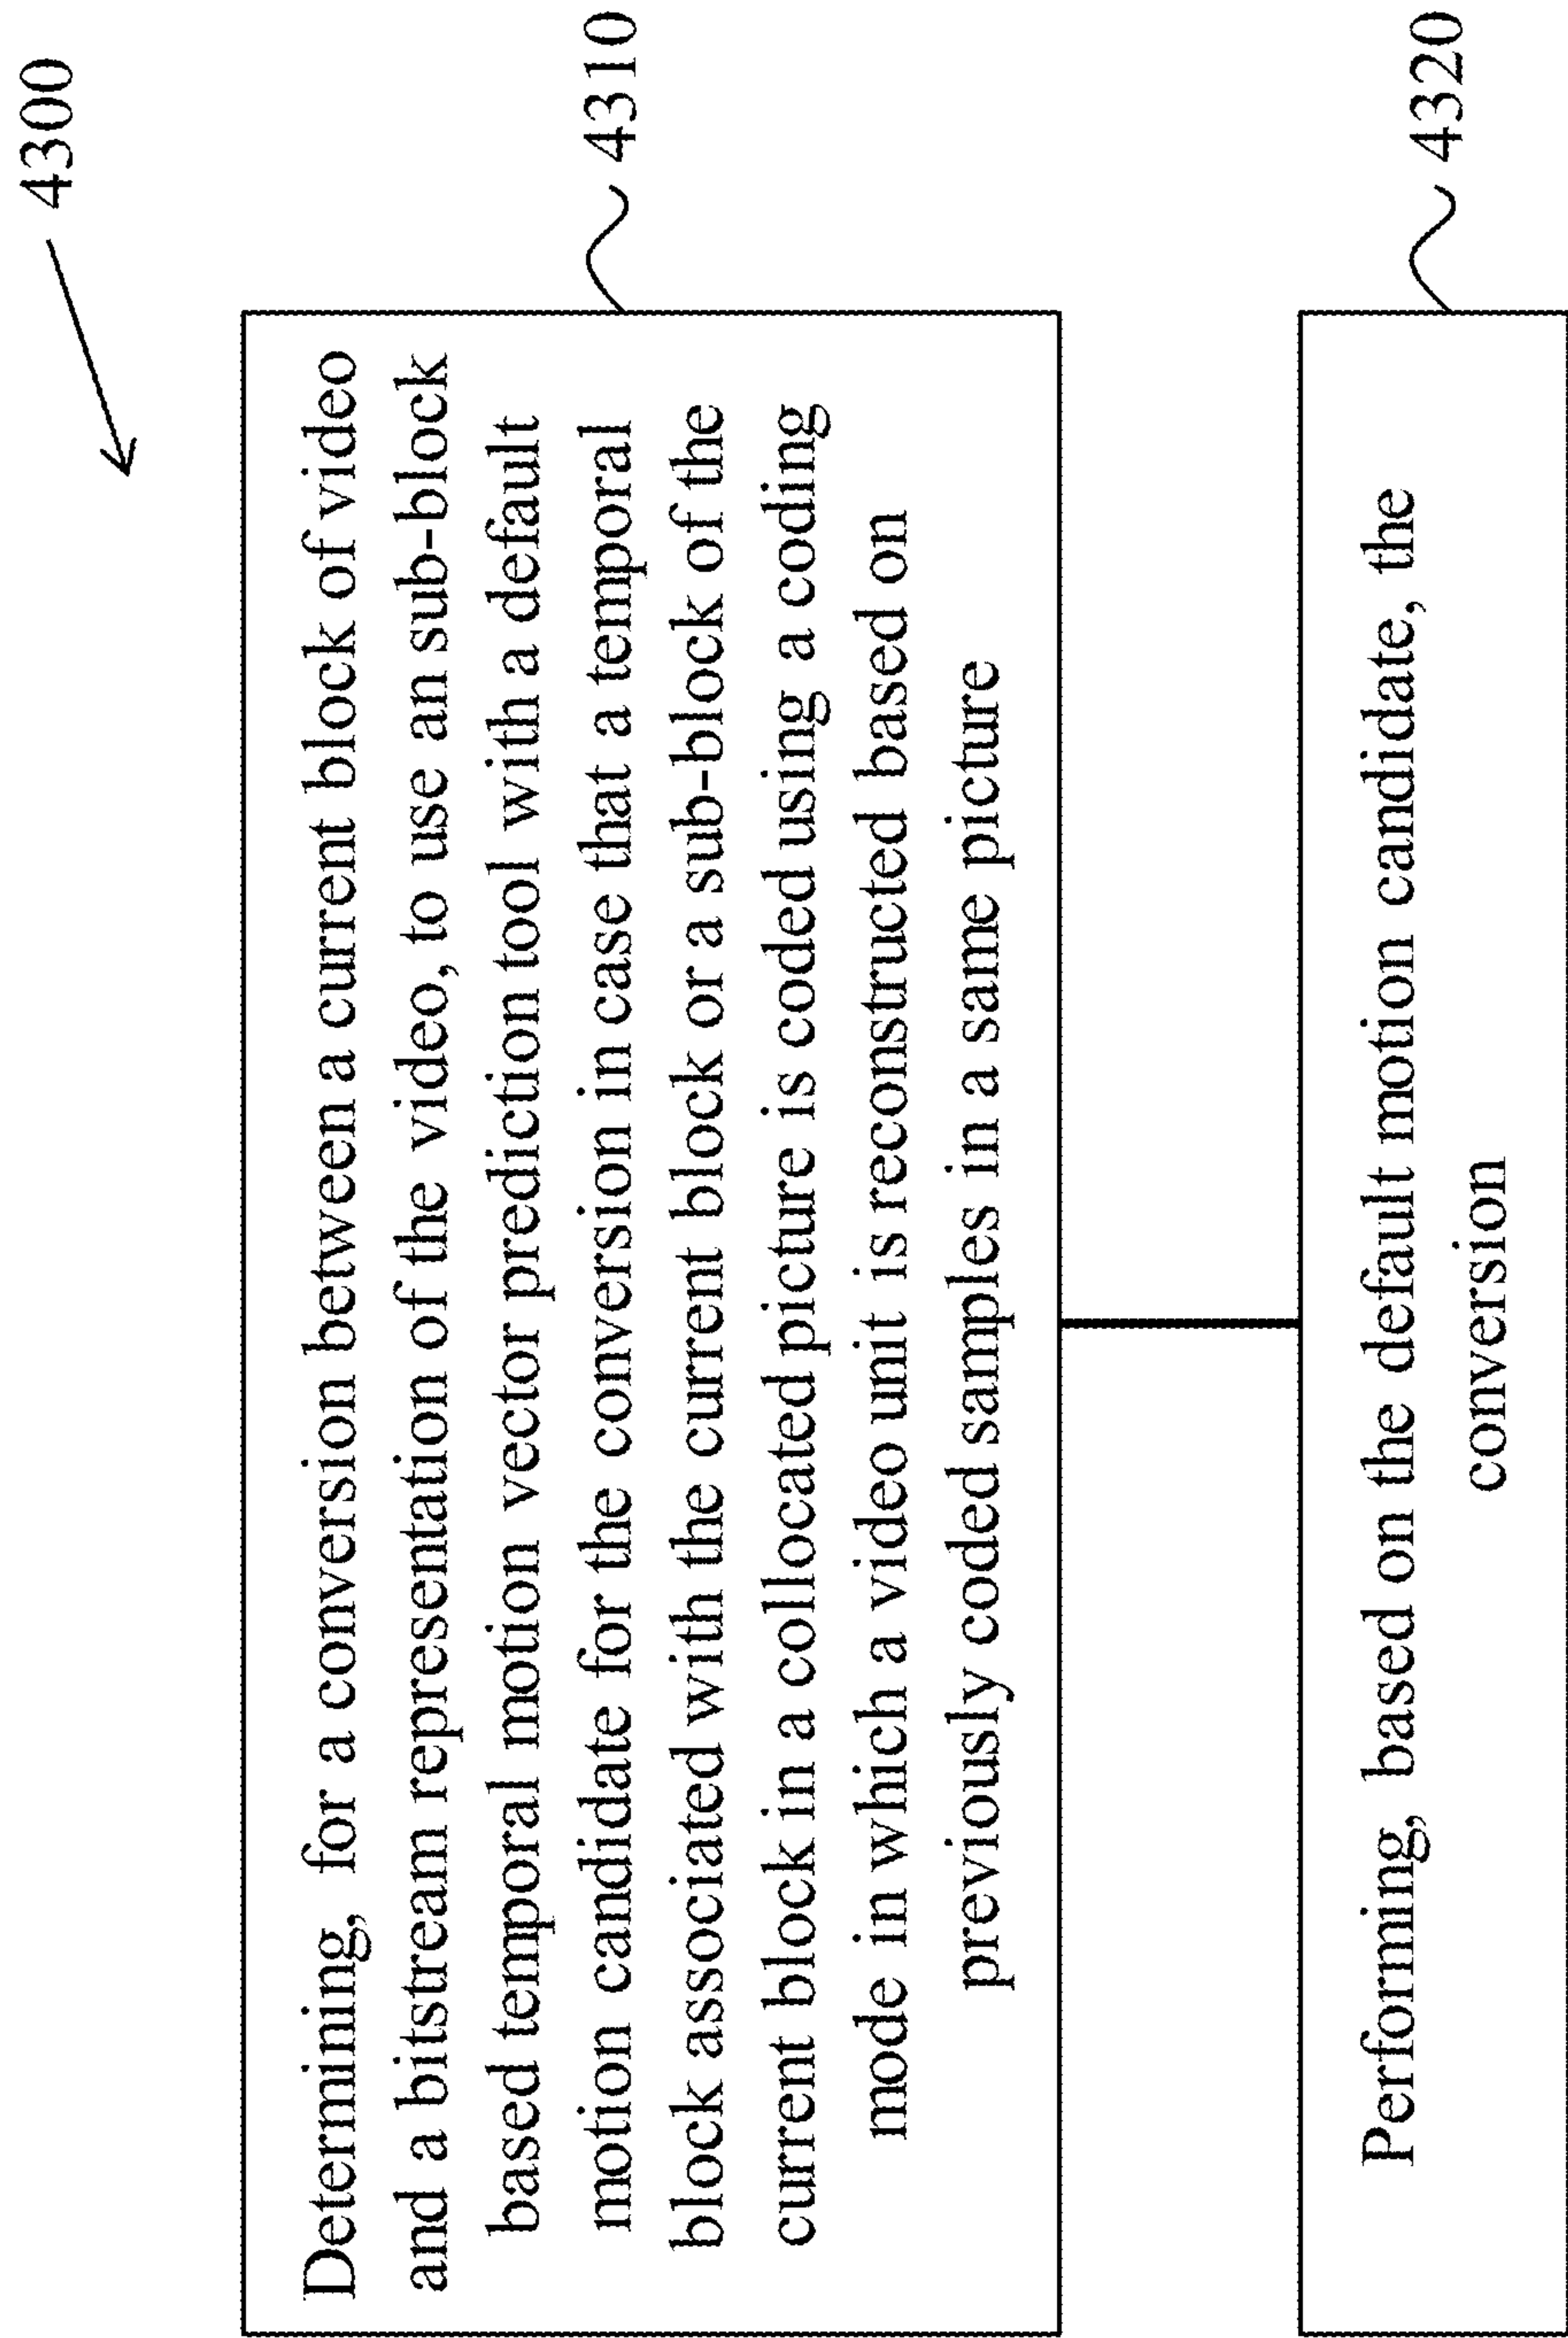 4300
Determining, for a conversion between a current block of video
and a bitstream representation of the video, to use an sub-block
based temporal motion vector prediction tool with a default
motion candidate for the conversion in case that a temporal
block associated with the current block or a sub-block of the
current block in a collocated picture is coded using a coding
mode in which a video unit is reconstructed based on
previously coded samples in a same picture
4310
Performing, based on the default motion candidate, the
conversion
4320